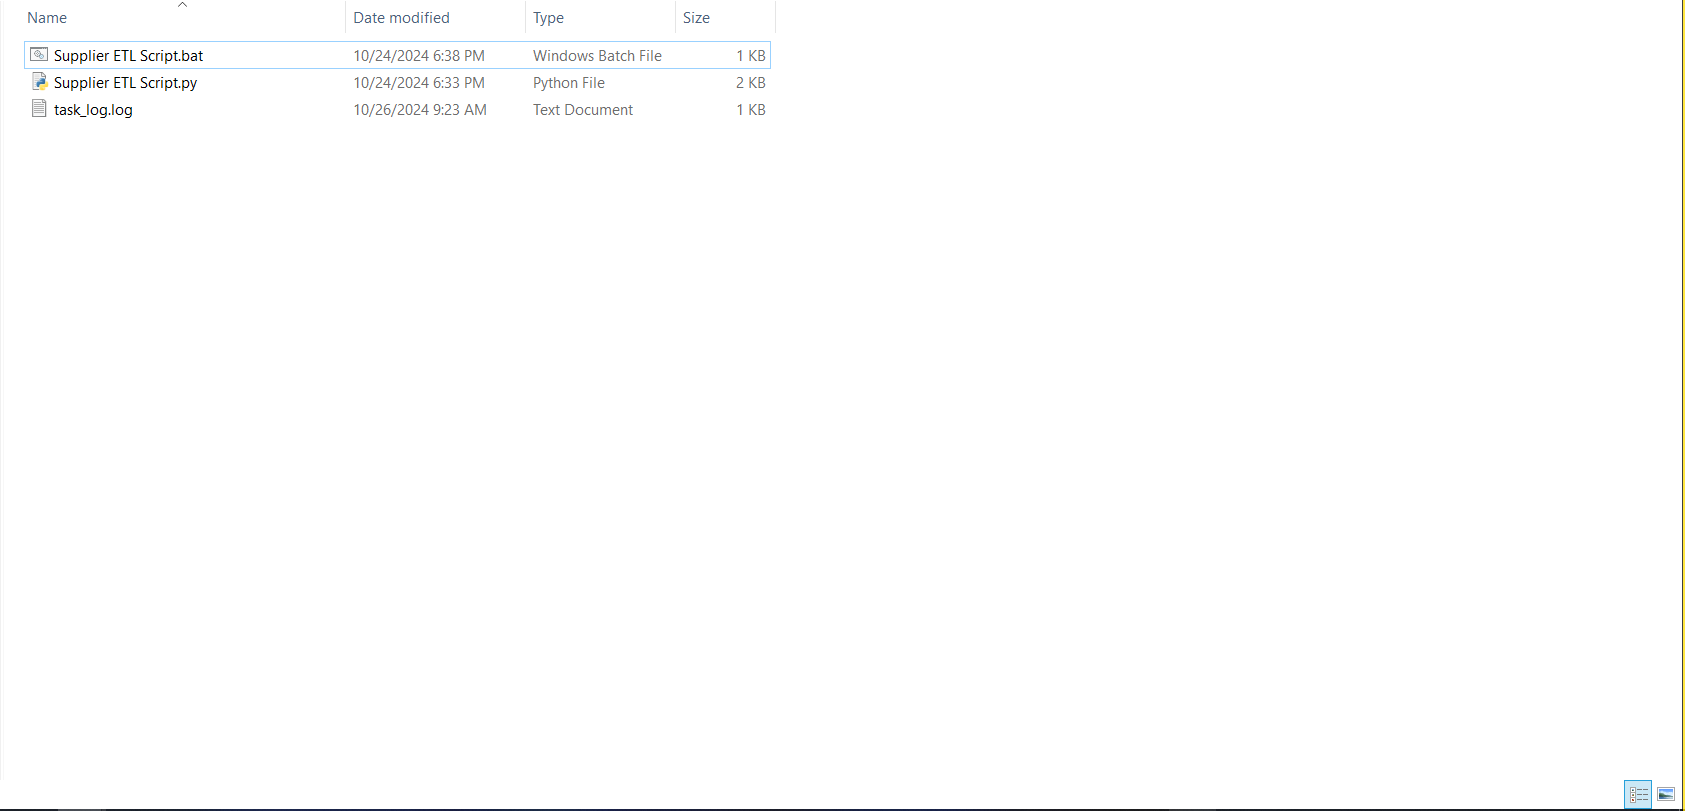 Name Date modified Type Size
Supplier ETL Script.bat 10/24/2024 6:38 PM Windows Batch File 1 KB
Supplier ETL Script.py 10/24/2024 6:33 PM Python File 2 KB
task_log.log 10/26/2024 9:23 AM Text Document 1 KB